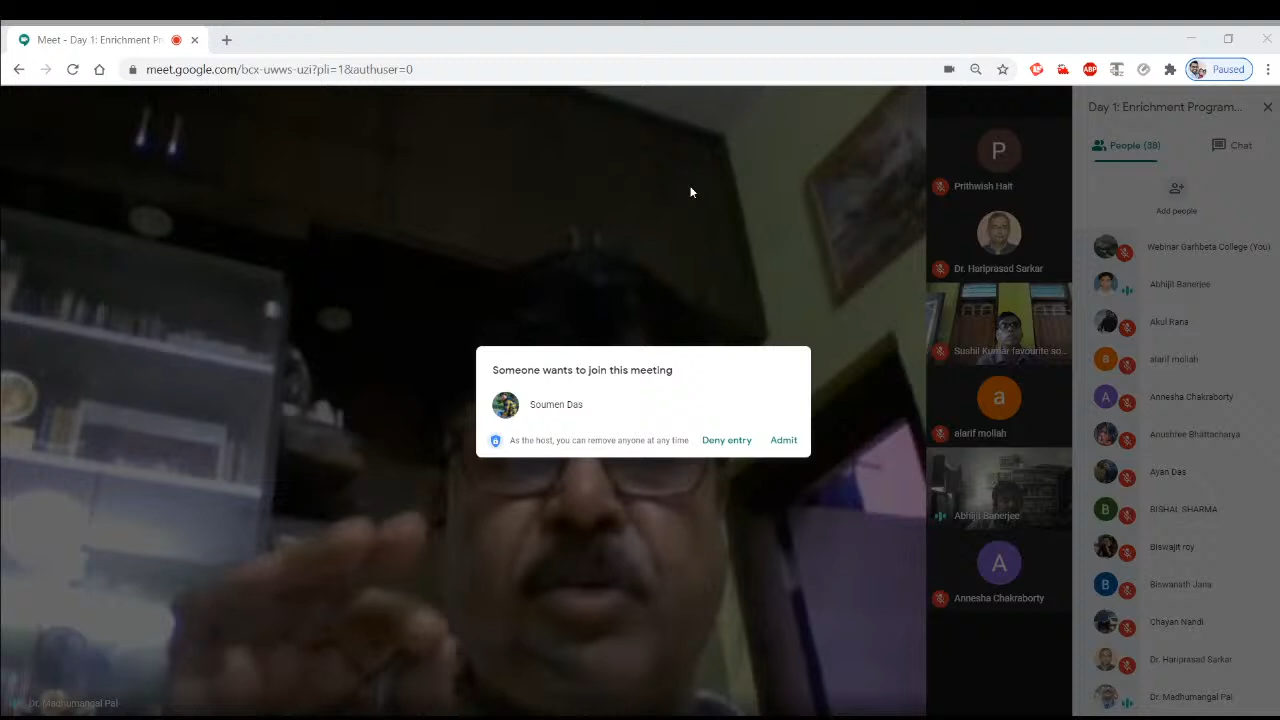 Meet - Day 1: Enrichment Pr
meet.google.com/bcx-uwws-uzi?pli=1&authuser=0
ABP
Paused
Day 1: Enrichment Program...
People (38)
Chat
Add people
P
Prithwish Hait
Dr. Hariprasad Sarkar
Sushil Kumar favourite so...
a
alarif mollah
Abhijit Banerjee
A
Annesha Chakraborty
Webinar Garhbeta College (You)
Abhijit Banerjee
Akul Rana
a
alarif mollah
A
Annesha Chakraborty
Anushree Bhattacharya
Ayan Das
B
BISHAL SHARMA
Biswajit roy
B
Biswanath Jana
Chayan Nandi
Dr. Hariprasad Sarkar
Dr. Madhumangal Pal
Someone wants to join this meeting
Soumen Das
As the host, you can remove anyone at any time
Deny entry
Admit
Dr. Madhumangal Pal